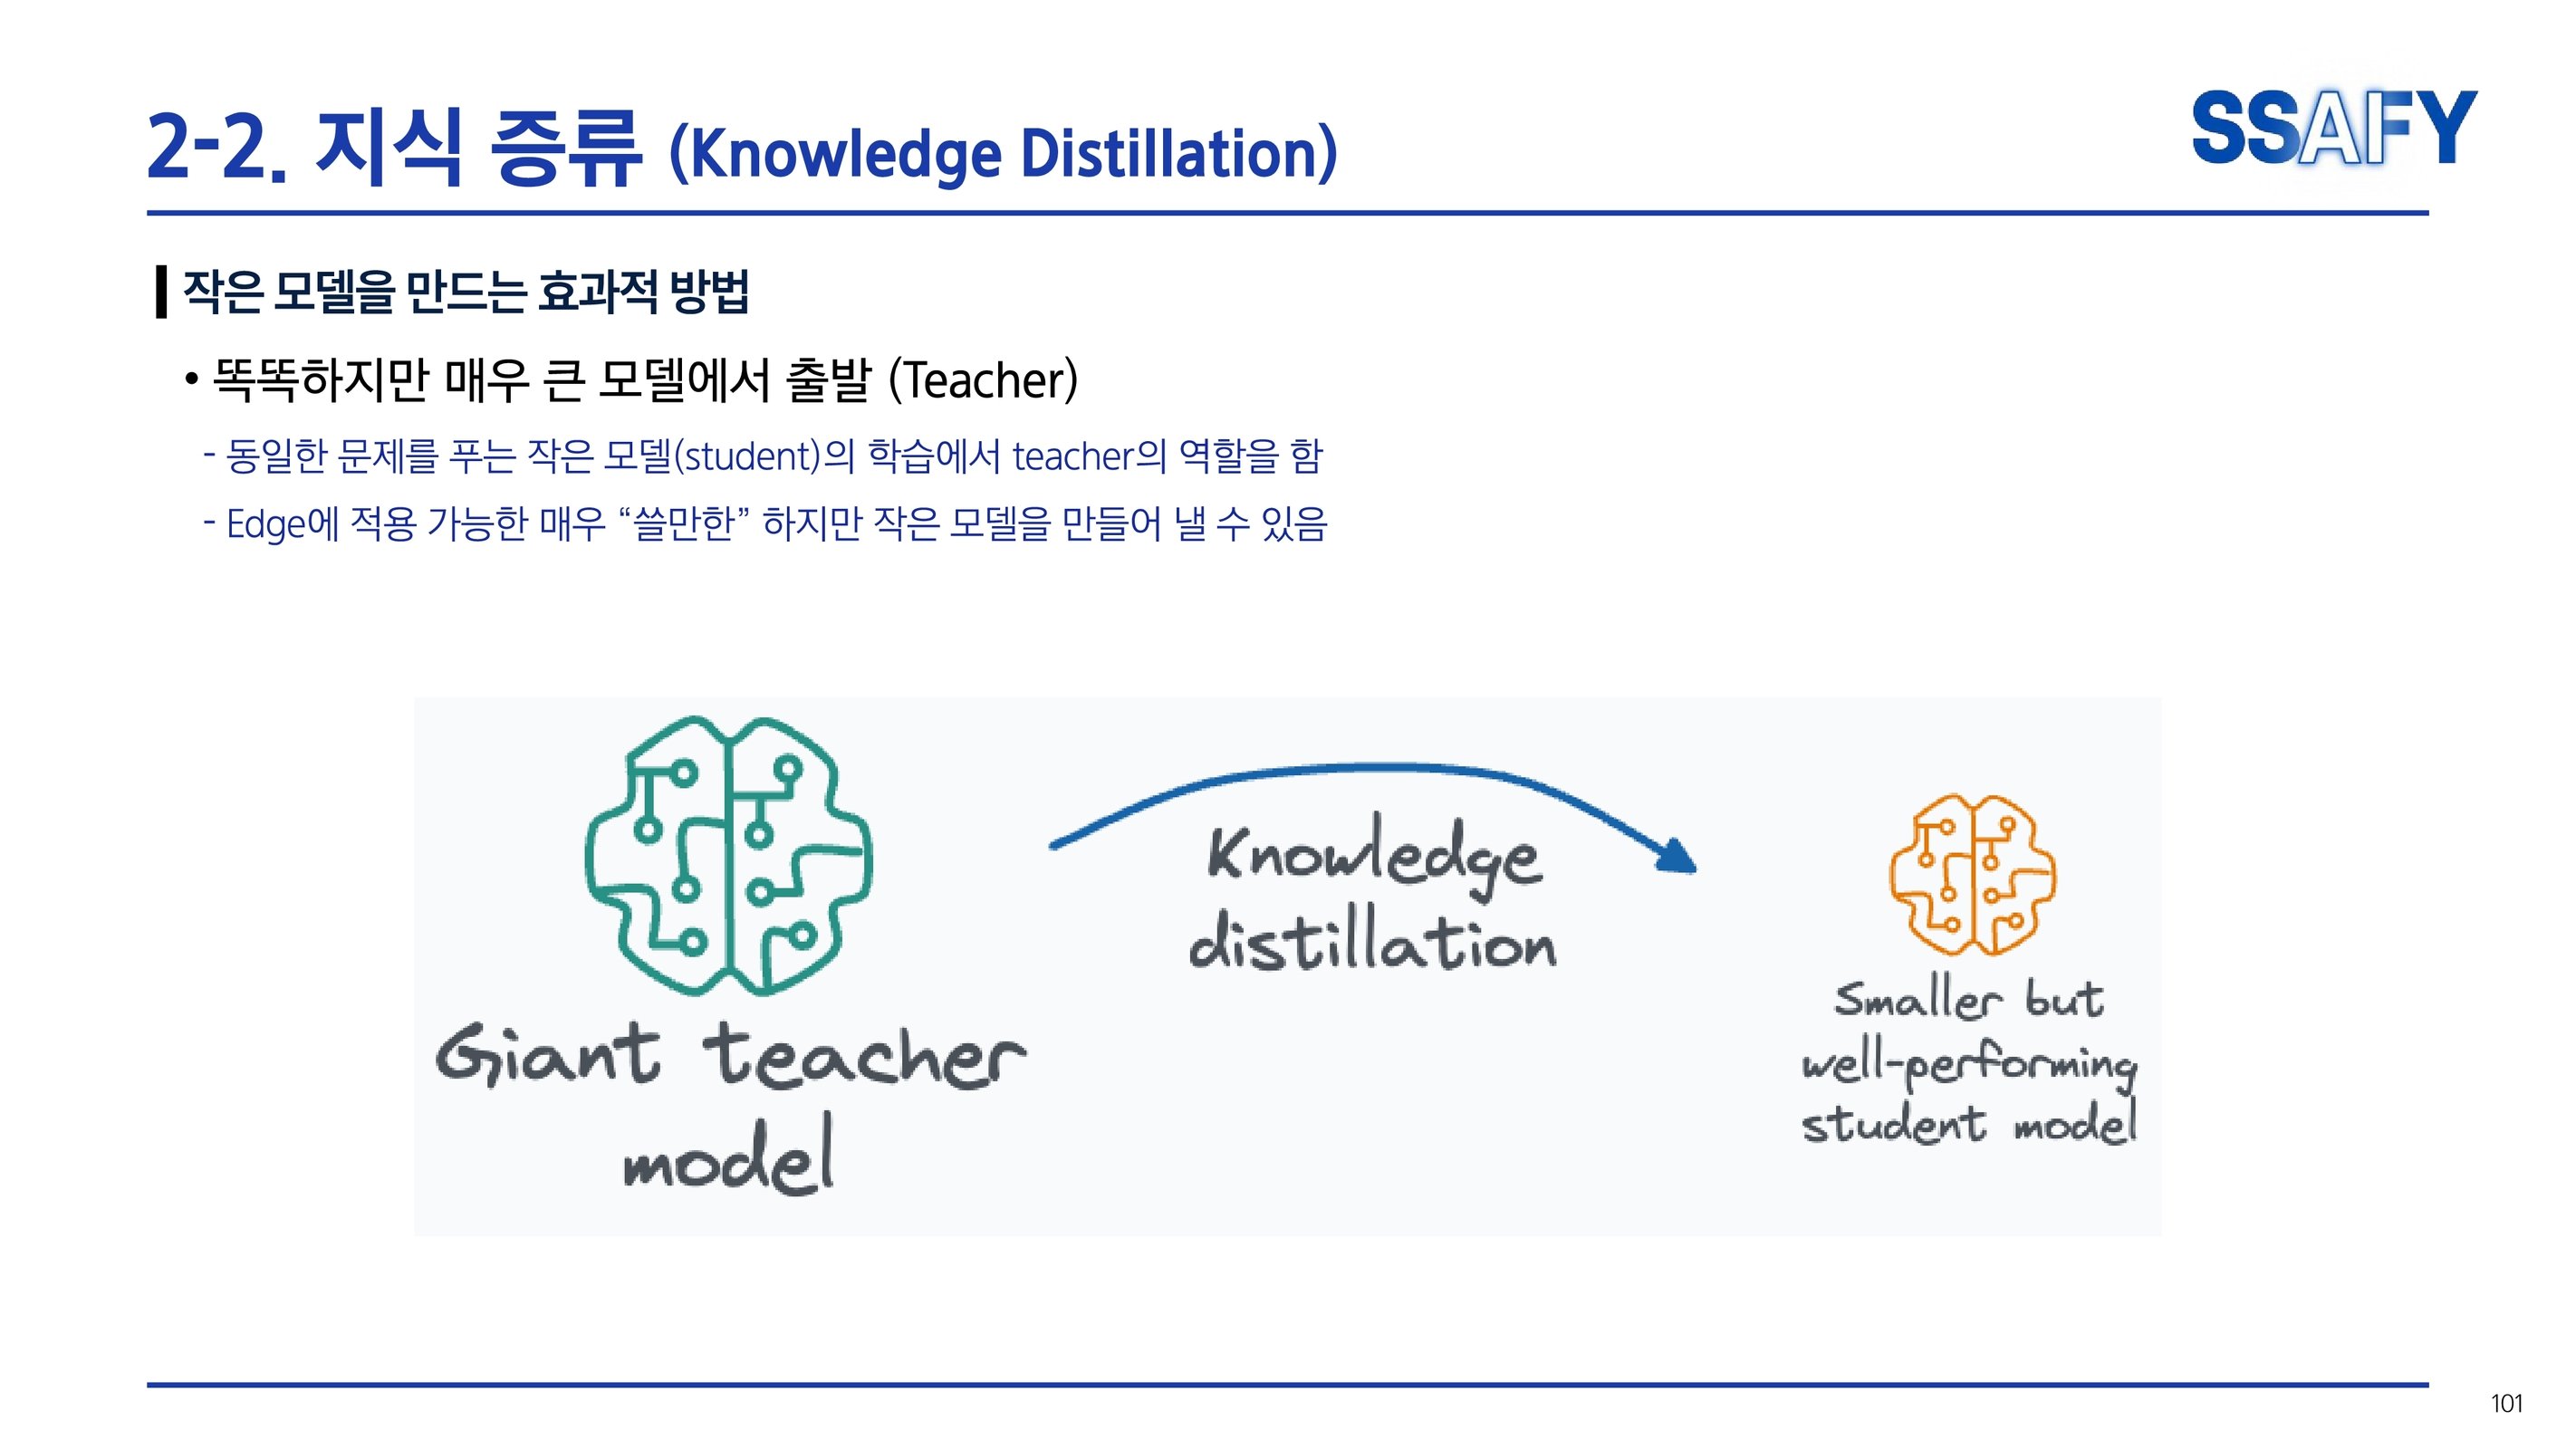 2-2. 지식 증류 (Knowledge Distillation)
SSAFY
작은 모델을 만드는 효과적 방법
• 똑똑하지만 매우 큰 모델에서 출발 (Teacher)
- 동일한 문제를 푸는 작은 모델(student)의 학습에서 teacher의 역할을 함
- Edge에 적용 가능한 매우 “쓸만한” 하지만 작은 모델을 만들어 낼 수 있음
Giant teacher
model
Knowledge
distillation
Smaller but
well-performing
student model
101